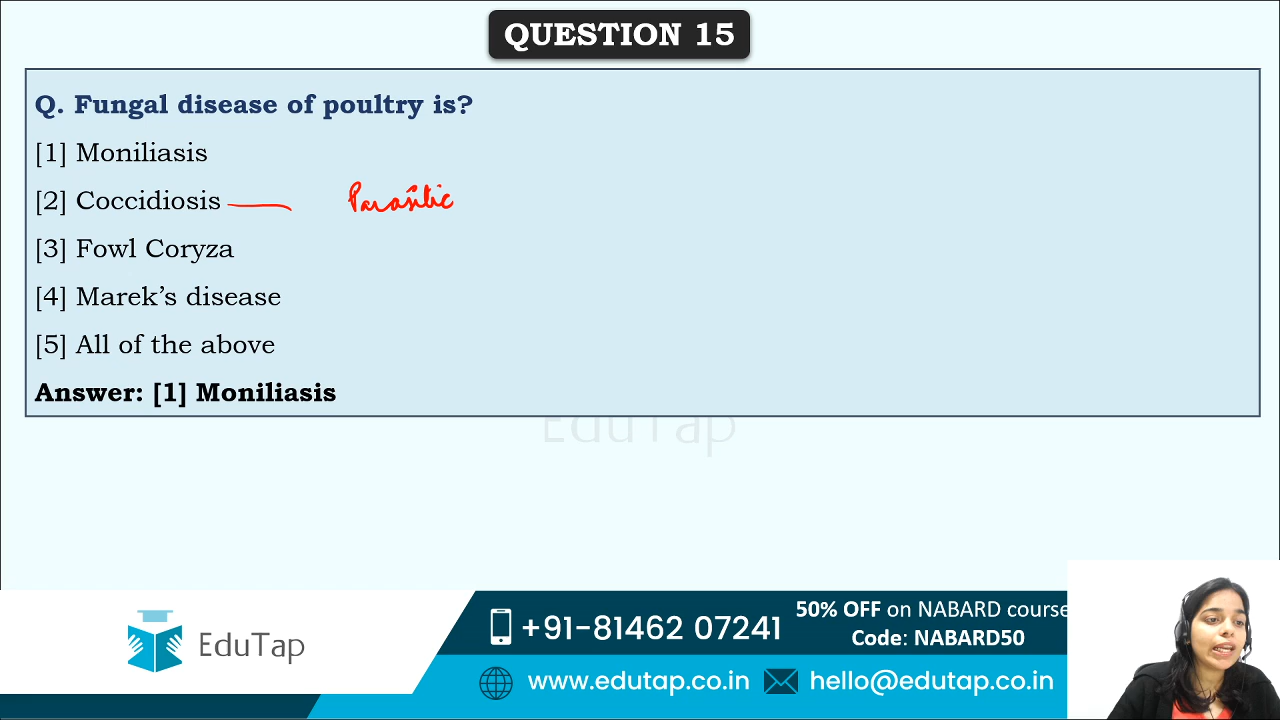 QUESTION 15
Q. Fungal disease of poultry is?
[1] Moniliasis
[2] Coccidiosis Parasitic
[3] Fowl Coryza
[4] Marek’s disease
[5] All of the above
Answer: [1] Moniliasis
EduTap
EduTap
+91-81462 07241
50% OFF on NABARD course
Code: NABARD50
www.edutap.co.in
hello@edutap.co.in